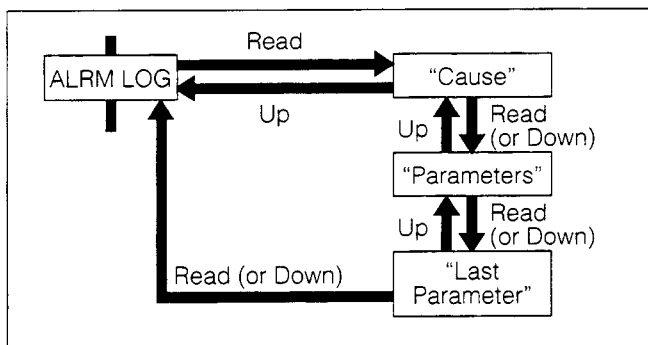 Read
ALRM LOG
"Cause"
Up
Up
Read
(or Down)
"Parameters"
Up
Read
(or Down)
Read (or Down)
"Last
Parameter"